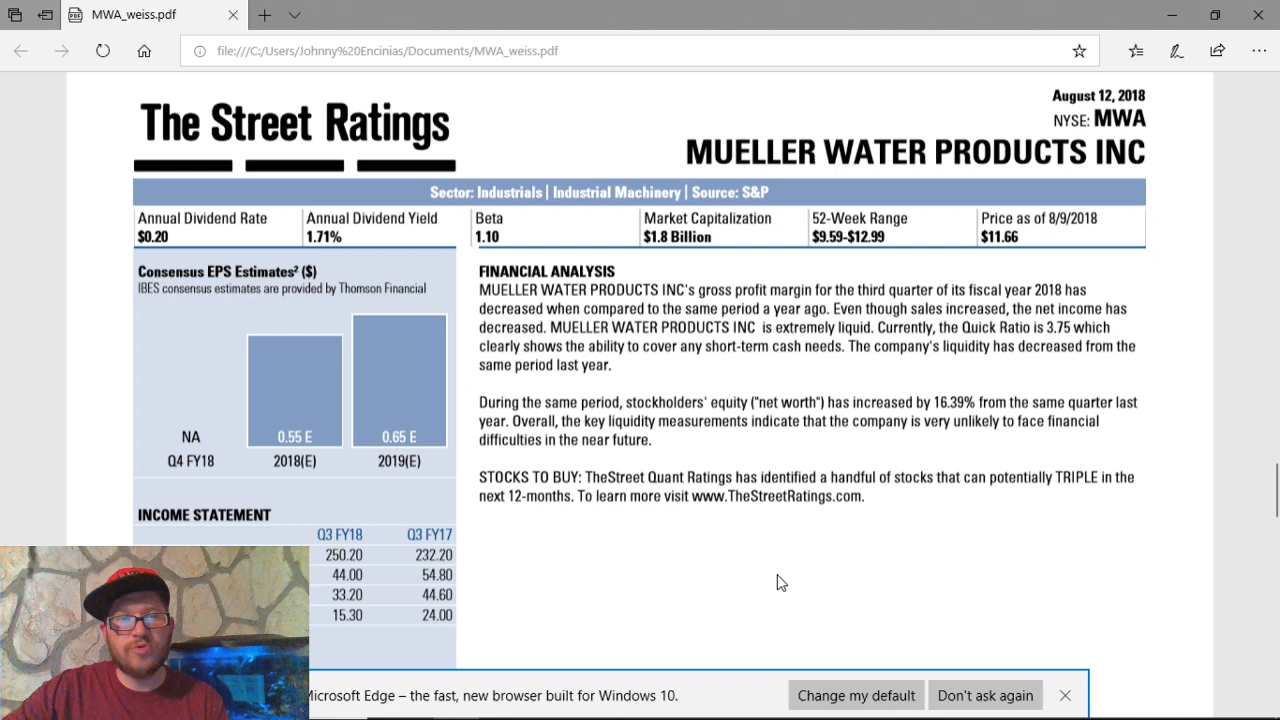 MWA_weiss.pdf
file:///C:/Users/Johnny%20Encinias/Documents/MWA_weiss.pdf
The Street Ratings
August 12, 2018
NYSE: MWA
MUELLER WATER PRODUCTS INC
Sector: Industrials | Industrial Machinery | Source: S&P
Annual Dividend Rate
$0.20
Annual Dividend Yield
1.71%
Beta
1.10
Market Capitalization
$1.8 Billion
52-Week Range
$9.59-$12.99
Price as of 8/9/2018
$11.66
Consensus EPS Estimates² ($)
IBES consensus estimates are provided by Thomson Financial
NA 0.55 E 0.65 E
Q4 FY18 2018(E) 2019(E)
INCOME STATEMENT
Q3 FY18 Q3 FY17
250.20 232.20
44.00 54.80
33.20 44.60
15.30 24.00
FINANCIAL ANALYSIS
MUELLER WATER PRODUCTS INC's gross profit margin for the third quarter of its fiscal year 2018 has
decreased when compared to the same period a year ago. Even though sales increased, the net income has
decreased. MUELLER WATER PRODUCTS INC is extremely liquid. Currently, the Quick Ratio is 3.75 which
clearly shows the ability to cover any short-term cash needs. The company's liquidity has decreased from the
same period last year.
During the same period, stockholders' equity ("net worth") has increased by 16.39% from the same quarter last
year. Overall, the key liquidity measurements indicate that the company is very unlikely to face financial
difficulties in the near future.
STOCKS TO BUY: TheStreet Quant Ratings has identified a handful of stocks that can potentially TRIPLE in the
next 12-months. To learn more visit www.TheStreetRatings.com.
Microsoft Edge – the fast, new browser built for Windows 10.
Change my default
Don't ask again